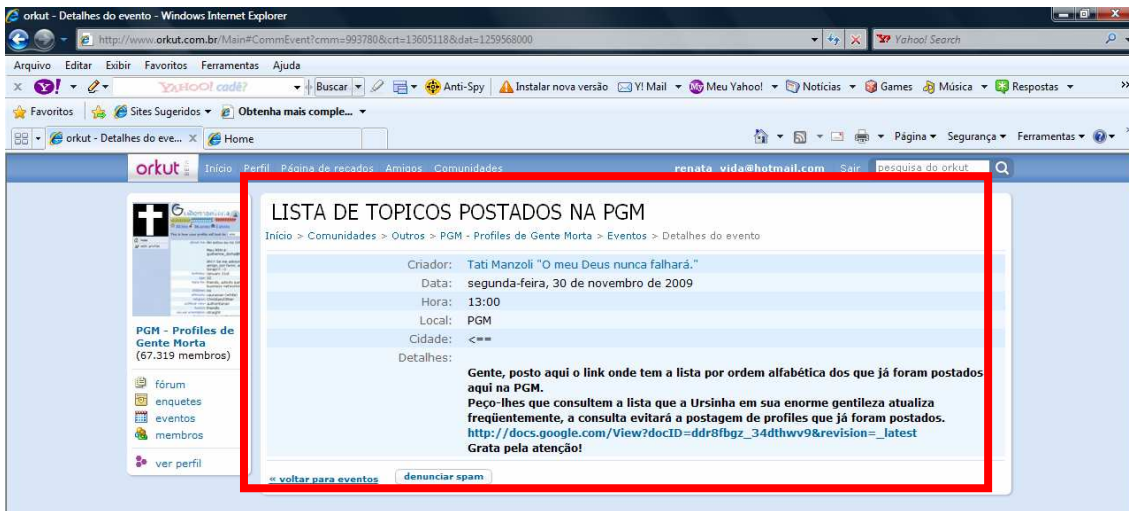 orkut - Detalhes do evento - Windows Internet Explorer
http://www.orkut.com.br/Main#CommEvent?cmm=993780&crt=13605118&dat=1259568000
Yahoo! Search
Arquivo Editar Exibir Favoritos Ferramentas Ajuda
YAHOO! cadê? Buscar Anti-Spy Instalar nova versão Y! Mail Meu Yahoo! Notícias Games Música Respostas
Favoritos Sites Sugeridos Obtenha mais comple...
orkut - Detalhes do eve... Home Página Segurança Ferramentas
orkut Início Perfil Página de recados Amigos Comunidades renata_vida@hotmail.com Sair pesquisa do orkut
LISTA DE TOPICOS POSTADOS NA PGM
Início > Comunidades > Outros > PGM - Profiles de Gente Morta > Eventos > Detalhes do evento
Criador: Tati Manzoli "O meu Deus nunca falhará."
Data: segunda-feira, 30 de novembro de 2009
Hora: 13:00
Local: PGM
Cidade: <==
Detalhes:
Gente, posto aqui o link onde tem a lista por ordem alfabética dos que já foram postados
aqui na PGM.
Peço-lhes que consultem a lista que a Ursinha em sua enorme gentileza atualiza
freqüentemente, a consulta evitará a postagem de profiles que já foram postados.
http://docs.google.com/View?docID=ddr8fbgz_34dthwv9&revision=_latest
Grata pela atenção!
« voltar para eventos denunciar spam
PGM - Profiles de
Gente Morta
(67.319 membros)
fórum
enquetes
eventos
membros
ver perfil